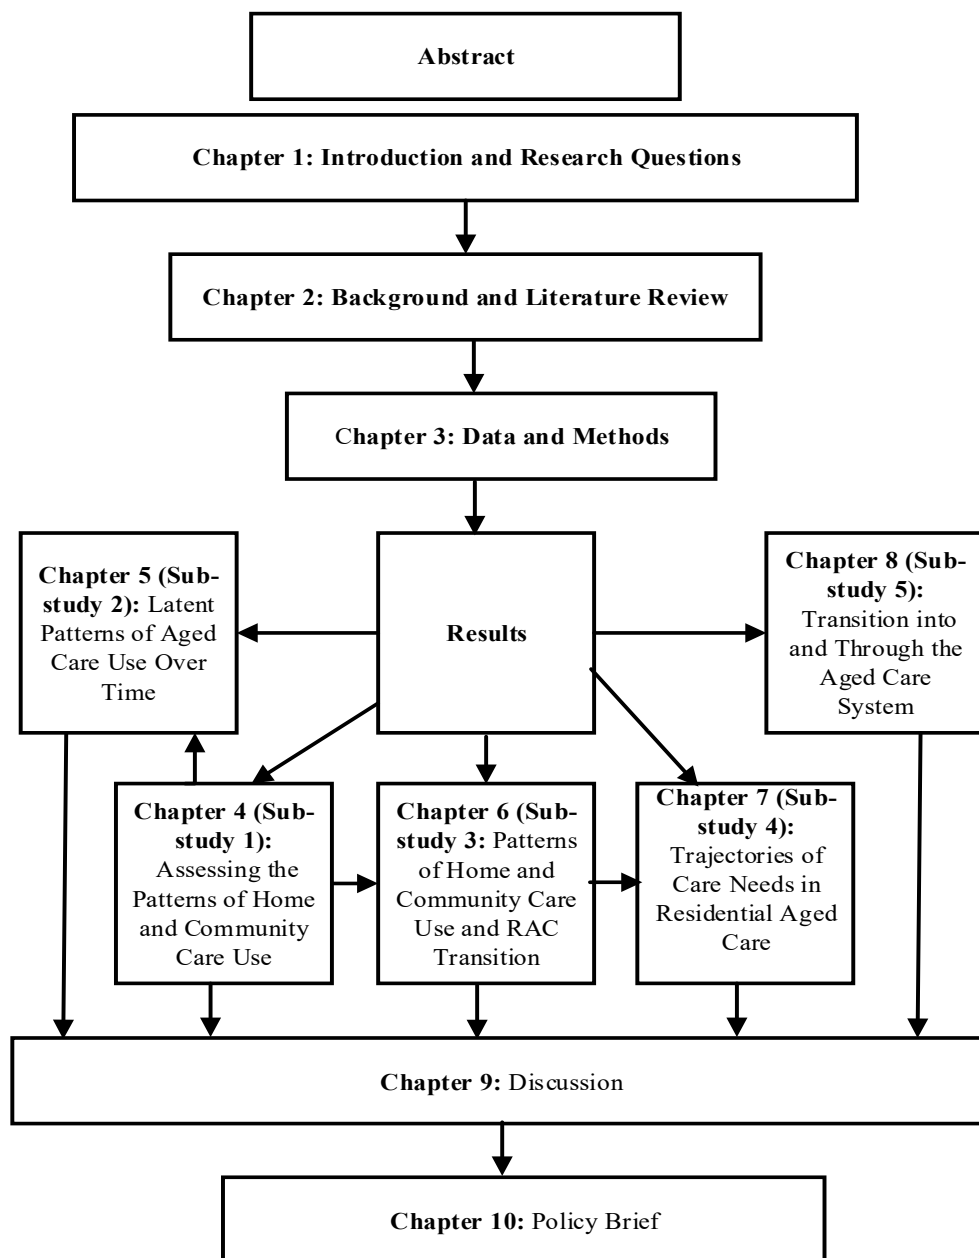 Abstract
Chapter 1: Introduction and Research Questions
Chapter 2: Background and Literature Review
Chapter 3: Data and Methods
Chapter 5 (Sub-
study 2): Latent
Patterns of Aged
Care Use Over
Time
Results
Chapter 8 (Sub-
study 5):
Transition into
and Through the
Aged Care
System
Chapter 4 (Sub-
study 1):
Assessing the
Patterns of Home
and Community
Care Use
Chapter 6 (Sub-
study 3: Patterns
of Home and
Community Care
Use and RAC
Transition
Chapter 7 (Sub-
study 4):
Trajectories of
Care Needs in
Residential Aged
Care
Chapter 9: Discussion
Chapter 10: Policy Brief